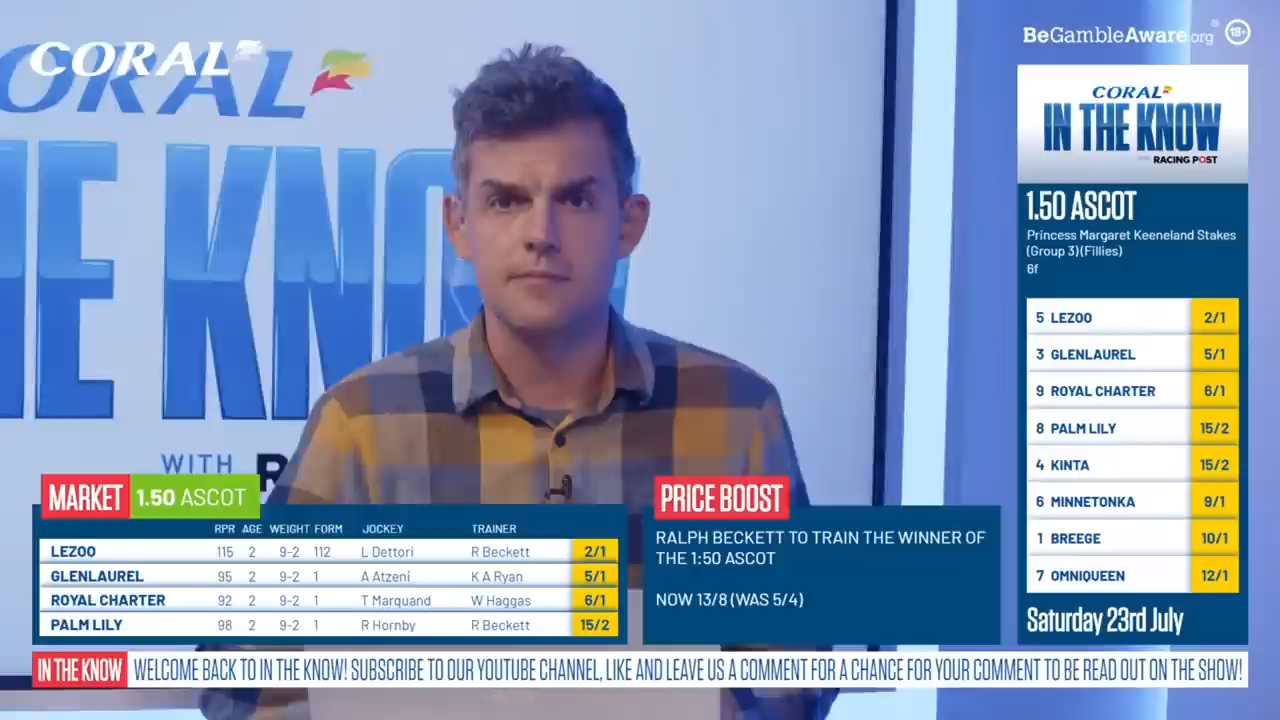 CORAL
BeGambleAware.org 18+
ORAL
CORAL
IN THE KNOW
RACING POST
E KNO
WITH R
1.50 ASCOT
Princess Margaret Keeneland Stakes
(Group 3)(Fillies)
6f
5 LEZOO 2/1
3 GLENLAUREL 5/1
9 ROYAL CHARTER 6/1
8 PALM LILY 15/2
4 KINTA 15/2
6 MINNETONKA 9/1
1 BREEGE 10/1
7 OMNIQUEEN 12/1
Saturday 23rd July
MARKET 1.50 ASCOT
RPR AGE WEIGHT FORM JOCKEY TRAINER
LEZOO 115 2 9-2 112 L Dettori R Beckett 2/1
GLENLAUREL 95 2 9-2 1 A Atzeni K A Ryan 5/1
ROYAL CHARTER 92 2 9-2 1 T Marquand W Haggas 6/1
PALM LILY 98 2 9-2 1 R Hornby R Beckett 15/2
PRICE BOOST
RALPH BECKETT TO TRAIN THE WINNER OF
THE 1:50 ASCOT
NOW 13/8 (WAS 5/4)
IN THE KNOW WELCOME BACK TO IN THE KNOW! SUBSCRIBE TO OUR YOUTUBE CHANNEL, LIKE AND LEAVE US A COMMENT FOR A CHANCE FOR YOUR COMMENT TO BE READ OUT ON THE SHOW!